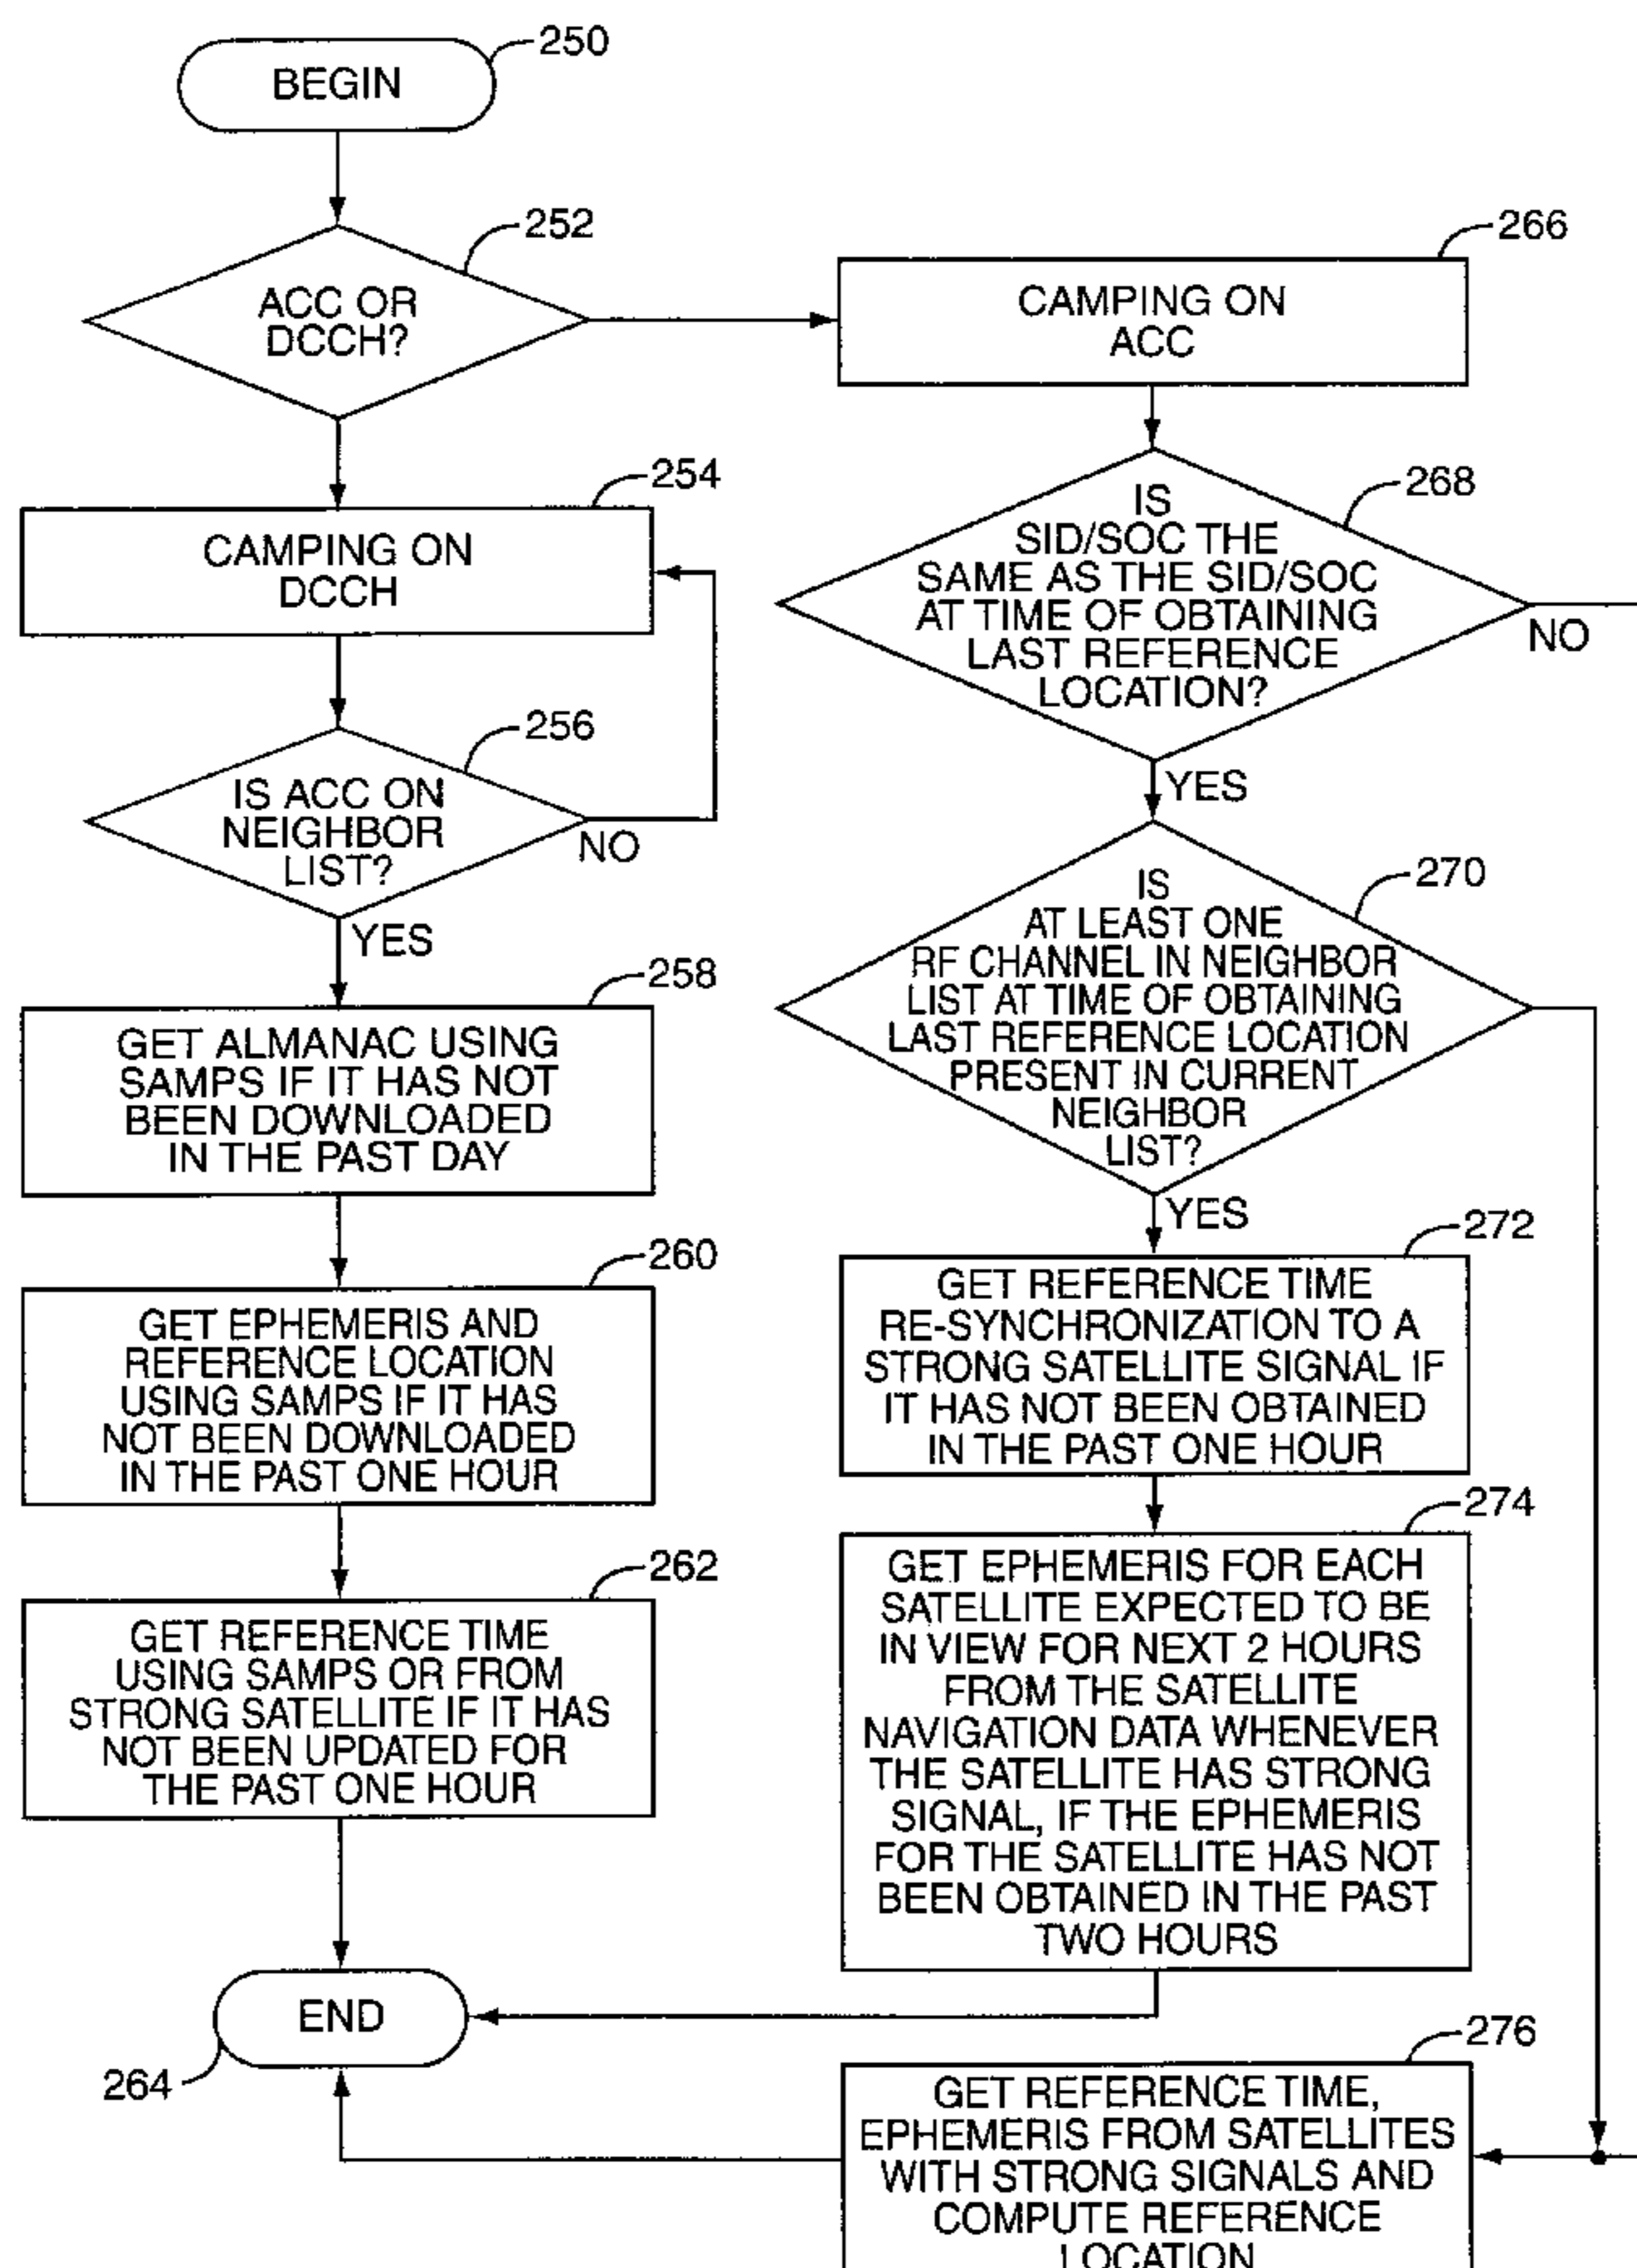 BEGIN
250
ACC OR
DCCH?
252
CAMPING ON
DCCH
254
IS ACC ON
NEIGHBOR
LIST?
256
NO
YES
GET ALMANAC USING
SAMPS IF IT HAS NOT
BEEN DOWNLOADED
IN THE PAST DAY
258
GET EPHEMERIS AND
REFERENCE LOCATION
USING SAMPS IF IT HAS
NOT BEEN DOWNLOADED
IN THE PAST ONE HOUR
260
GET REFERENCE TIME
USING SAMPS OR FROM
STRONG SATELLITE IF IT HAS
NOT BEEN UPDATED FOR
THE PAST ONE HOUR
262
END
264
CAMPING ON
ACC
266
IS
SID/SOC THE
SAME AS THE SID/SOC
AT TIME OF OBTAINING
LAST REFERENCE
LOCATION?
268
NO
YES
IS
AT LEAST ONE
RF CHANNEL IN NEIGHBOR
LIST AT TIME OF OBTAINING
LAST REFERENCE LOCATION
PRESENT IN CURRENT
NEIGHBOR
LIST?
270
YES
GET REFERENCE TIME
RE-SYNCHRONIZATION TO A
STRONG SATELLITE SIGNAL IF
IT HAS NOT BEEN OBTAINED
IN THE PAST ONE HOUR
272
GET EPHEMERIS FOR EACH
SATELLITE EXPECTED TO BE
IN VIEW FOR NEXT 2 HOURS
FROM THE SATELLITE
NAVIGATION DATA WHENEVER
THE SATELLITE HAS STRONG
SIGNAL, IF THE EPHEMERIS
FOR THE SATELLITE HAS NOT
BEEN OBTAINED IN THE PAST
TWO HOURS
274
GET REFERENCE TIME,
EPHEMERIS FROM SATELLITES
WITH STRONG SIGNALS AND
COMPUTE REFERENCE
LOCATION
276